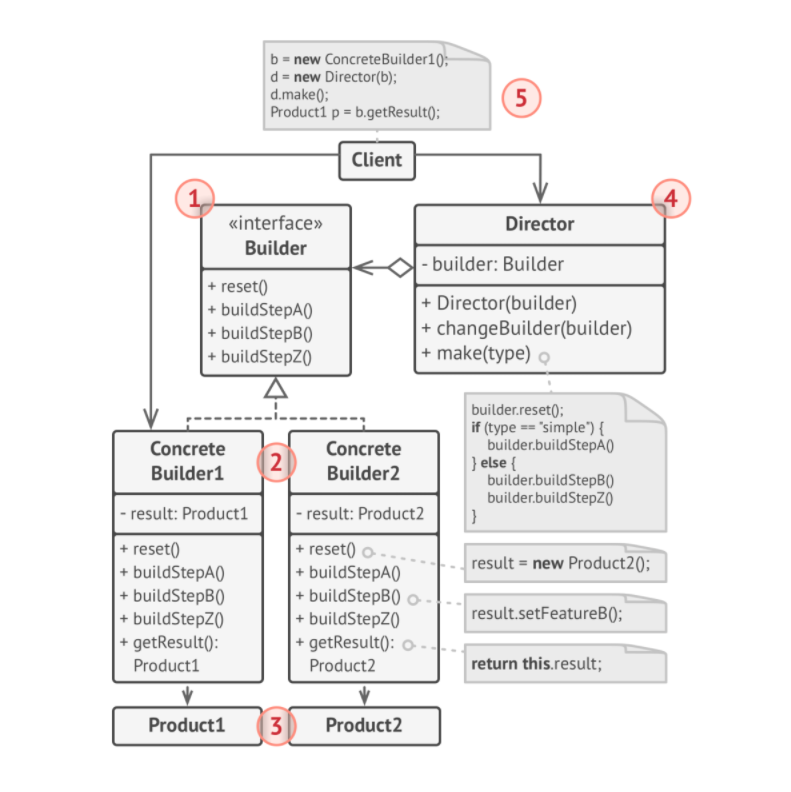 b = new ConcreteBuilder1();
d = new Director(b);
d.make();
Product1 p = b.getResult();
5
Client
1
«interface»
Builder
+ reset()
+ buildStepA()
+ buildStepB()
+ buildStepZ()
4
Director
- builder: Builder
+ Director(builder)
+ changeBuilder(builder)
+ make(type)
builder.reset();
if (type == "simple") {
builder.buildStepA()
} else {
builder.buildStepB()
builder.buildStepZ()
}
Concrete
Builder1
- result: Product1
+ reset()
+ buildStepA()
+ buildStepB()
+ buildStepZ()
+ getResult():
Product1
2
Concrete
Builder2
- result: Product2
+ reset()
+ buildStepA()
+ buildStepB()
+ buildStepZ()
+ getResult():
Product2
result = new Product2();
result.setFeatureB();
return this.result;
Product1
3
Product2